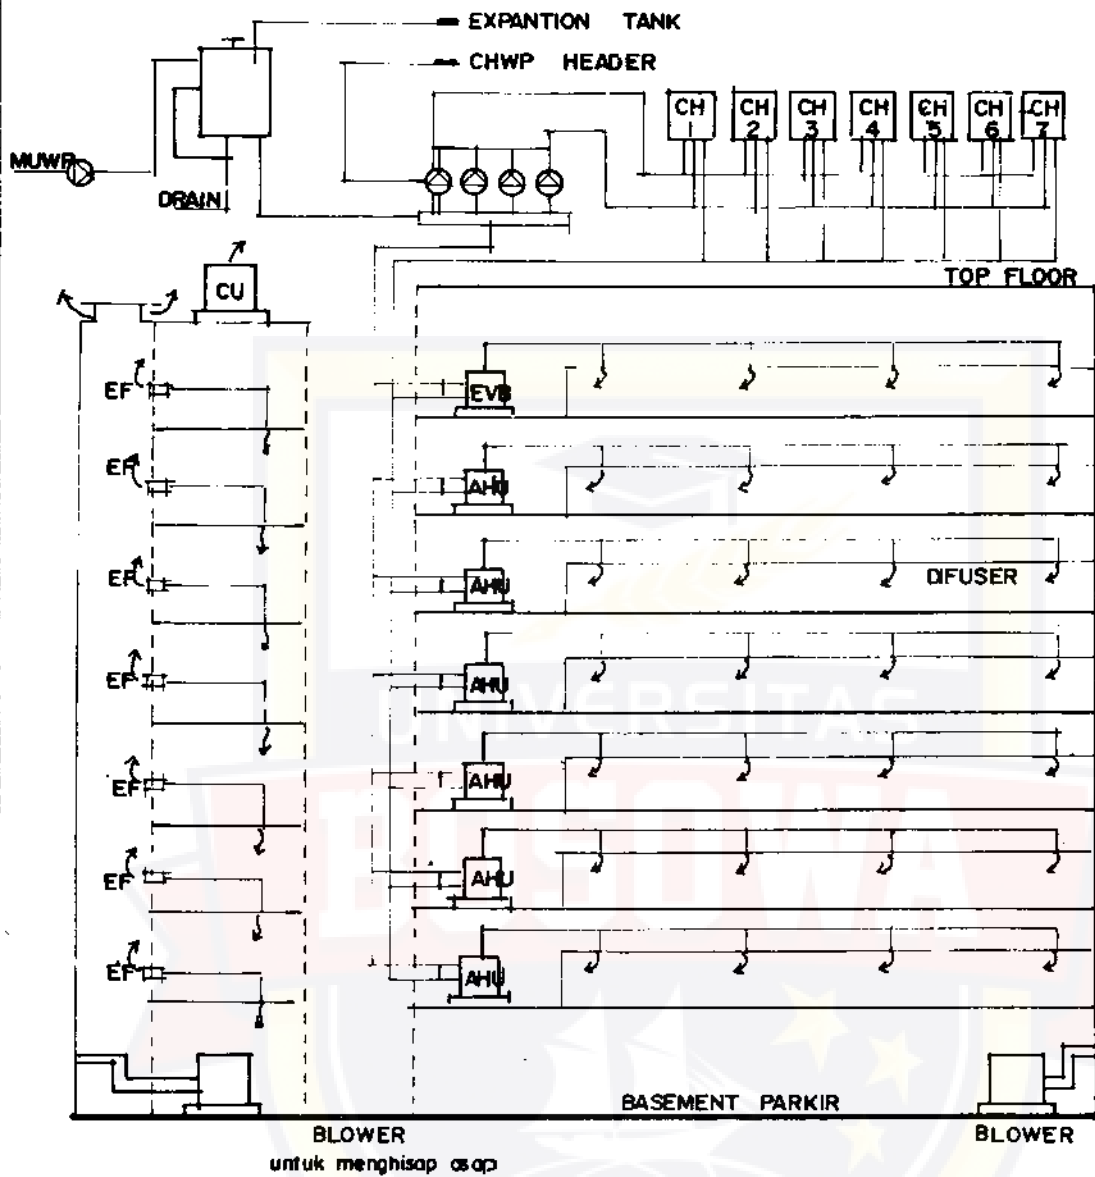 EXPANTION TANK
CHWP HEADER
CH 1
CH 2
CH 3
CH 4
CH 5
CH 6
CH 7
MUWP
DRAIN
CU
TOP FLOOR
EF
EVB
EF
AHU
EF
AHU
DIFUSER
EF
AHU
UNIVERSITAS
EF
AHU
BOSOWA
EF
AHU
EF
AHU
BASEMENT PARKIR
BLOWER
BLOWER
untuk menghisap asap